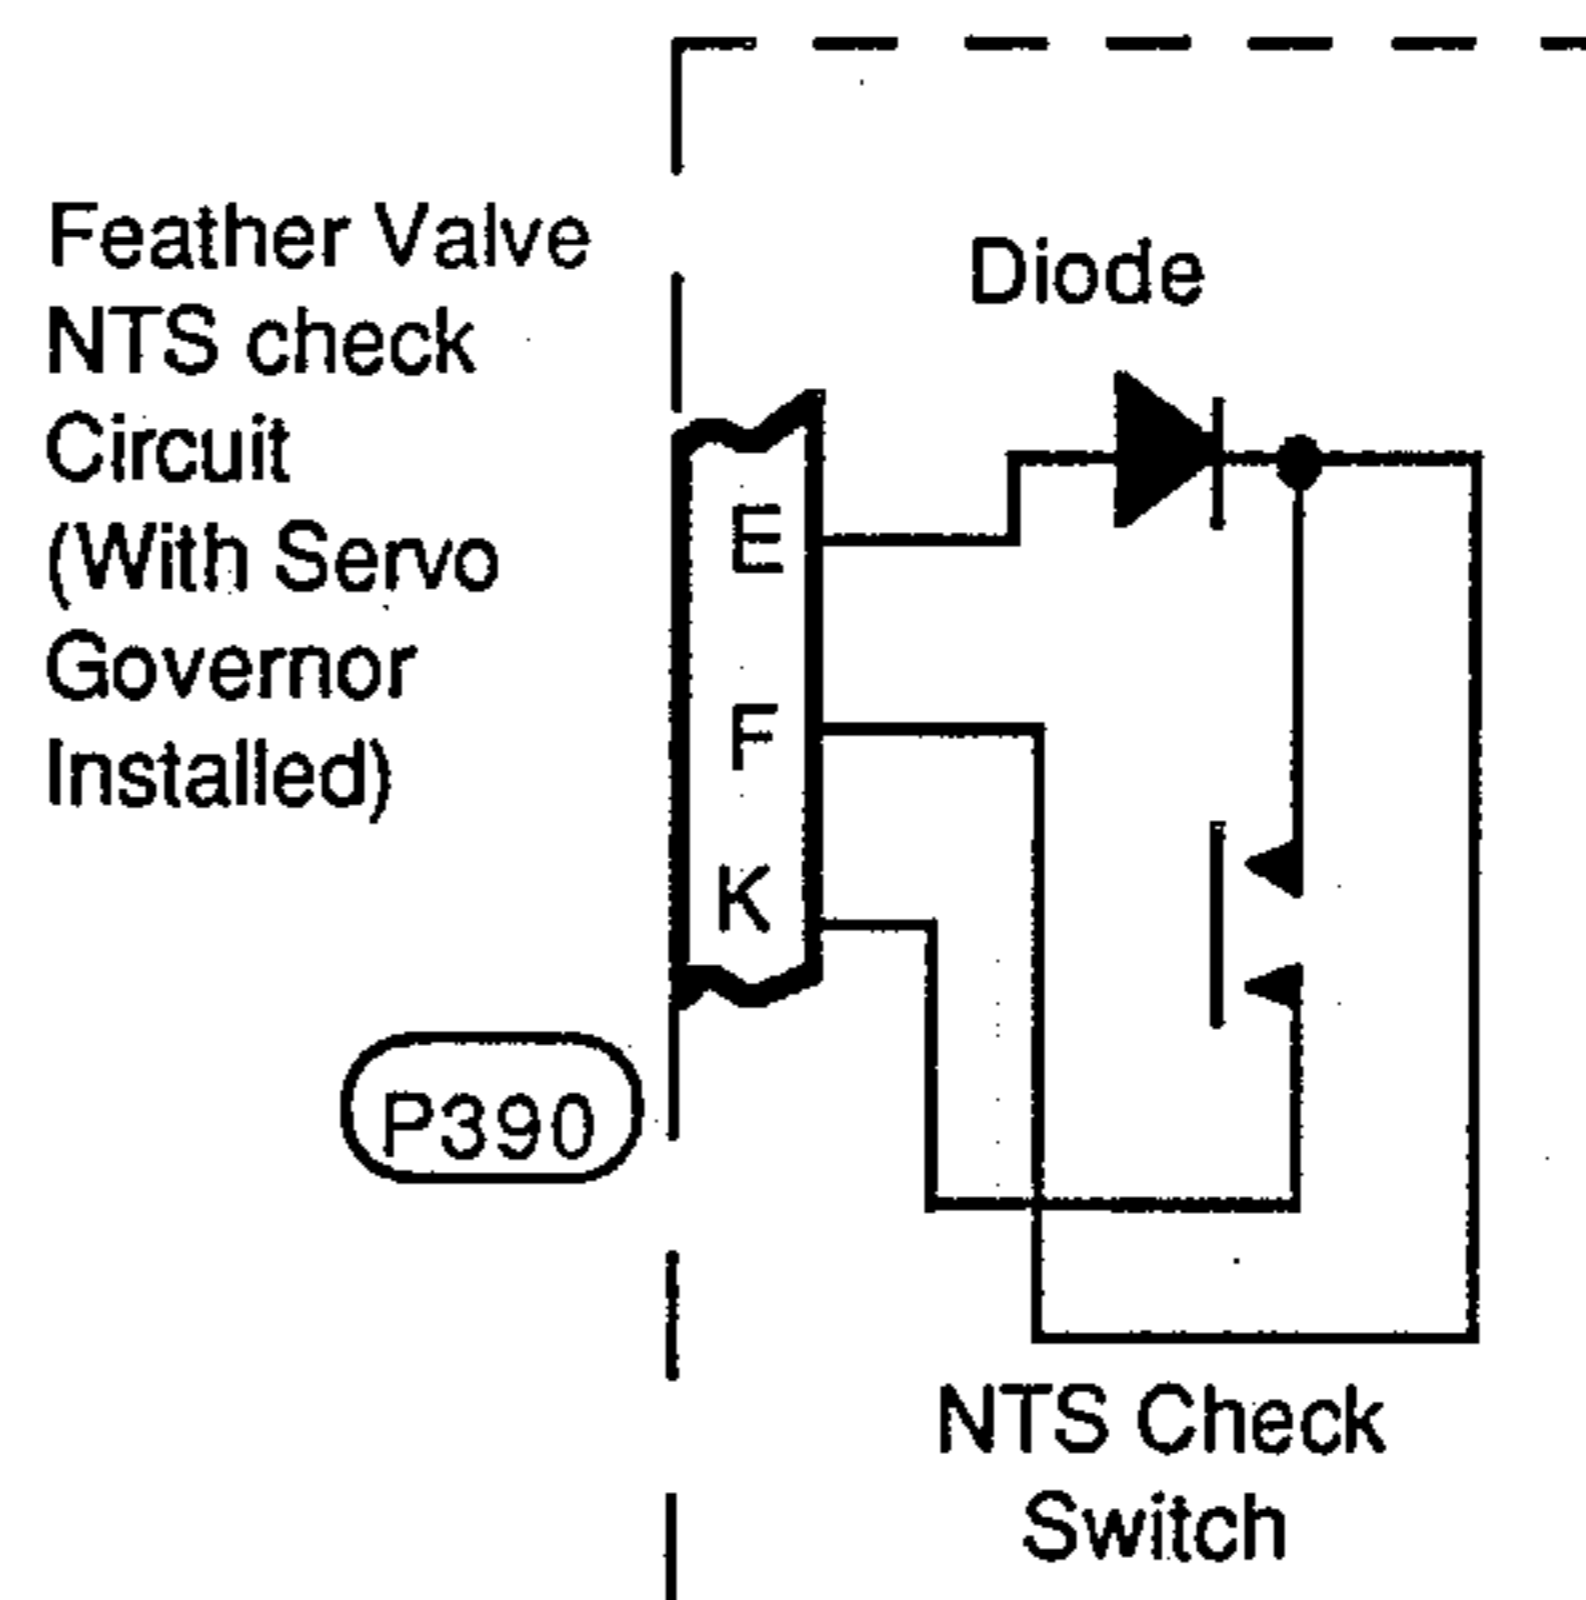 Feather Valve
NTS check
Circuit
(With Servo
Governor
Installed)
Diode
E
F
K
P390
NTS Check
Switch